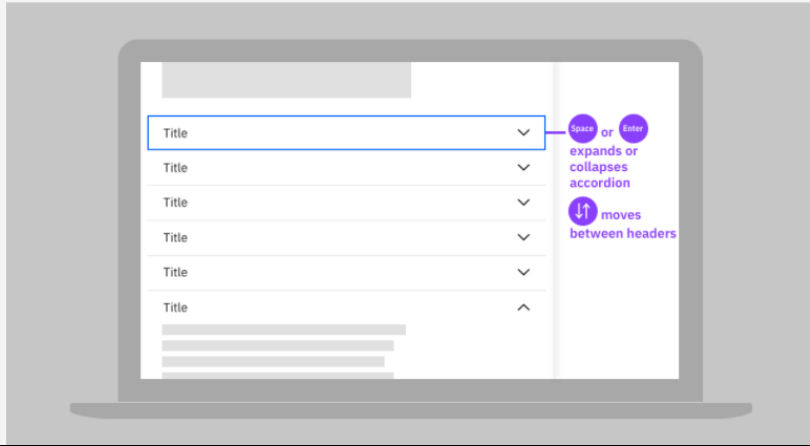 Title
Title
Title
Title
Title
Title
Space or Enter
expands or
collapses
accordion
moves
between headers